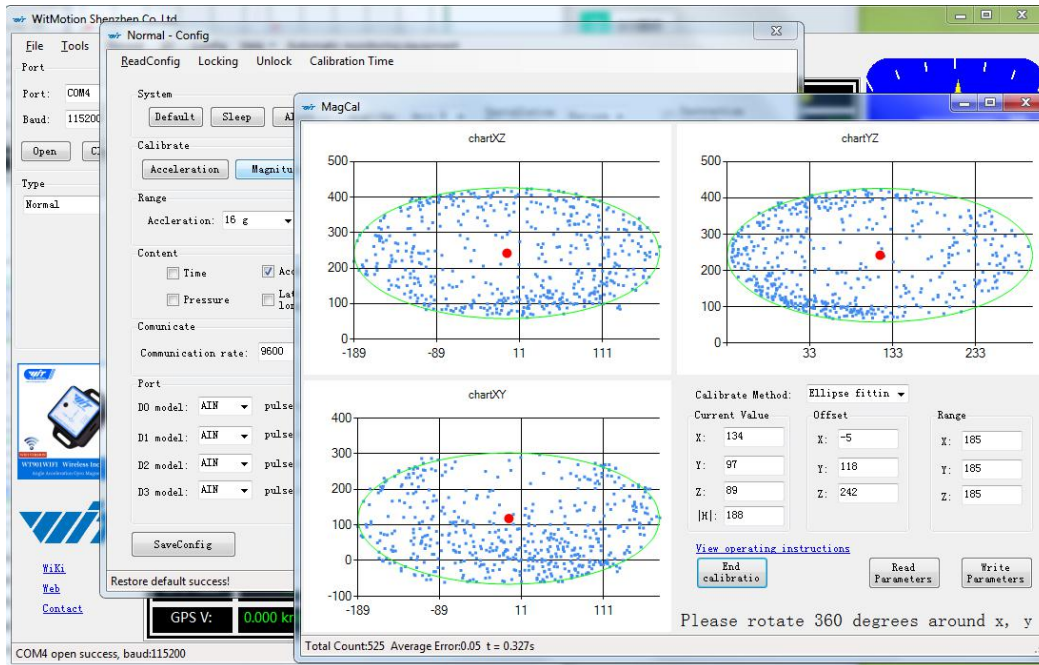 WitMotion Shenzhen Co.,Ltd
File Tools
Port
Port: COM4
Baud: 115200
Open
Type
Normal
WiT
WT901WIFI Wireless
WiKi
Web
Contact
COM4 open success, baud:115200
GPS V: 0.000
Normal - Config
ReadConfig Locking Unlock Calibration Time
System
Default Sleep
Calibrate
Acceleration
Range
Accleration: 16 g
Content
Time
Pressure
Comunicate
Communication rate: 9600
Port
D0 model: AIN pulse
D1 model: AIN pulse
D2 model: AIN pulse
D3 model: AIN pulse
SaveConfig
Restore default success!
MagCal
chartXZ
500
400
300
200
100
0
-189 -89 11 111
chartYZ
500
400
300
200
100
0
33 133 233
chartXY
400
300
200
100
0
-100
-189 -89 11 111
Calibrate Method: Ellipse fittin
Current Value Offset Range
X: 134 X: -5 X: 185
Y: 97 Y: 118 Y: 185
Z: 89 Z: 242 Z: 185
|H|: 188
View operating instructions
End calibratio
Read Parameters
Write Parameters
Please rotate 360 degrees around x, y
Total Count:525 Average Error:0.05 t = 0.327s